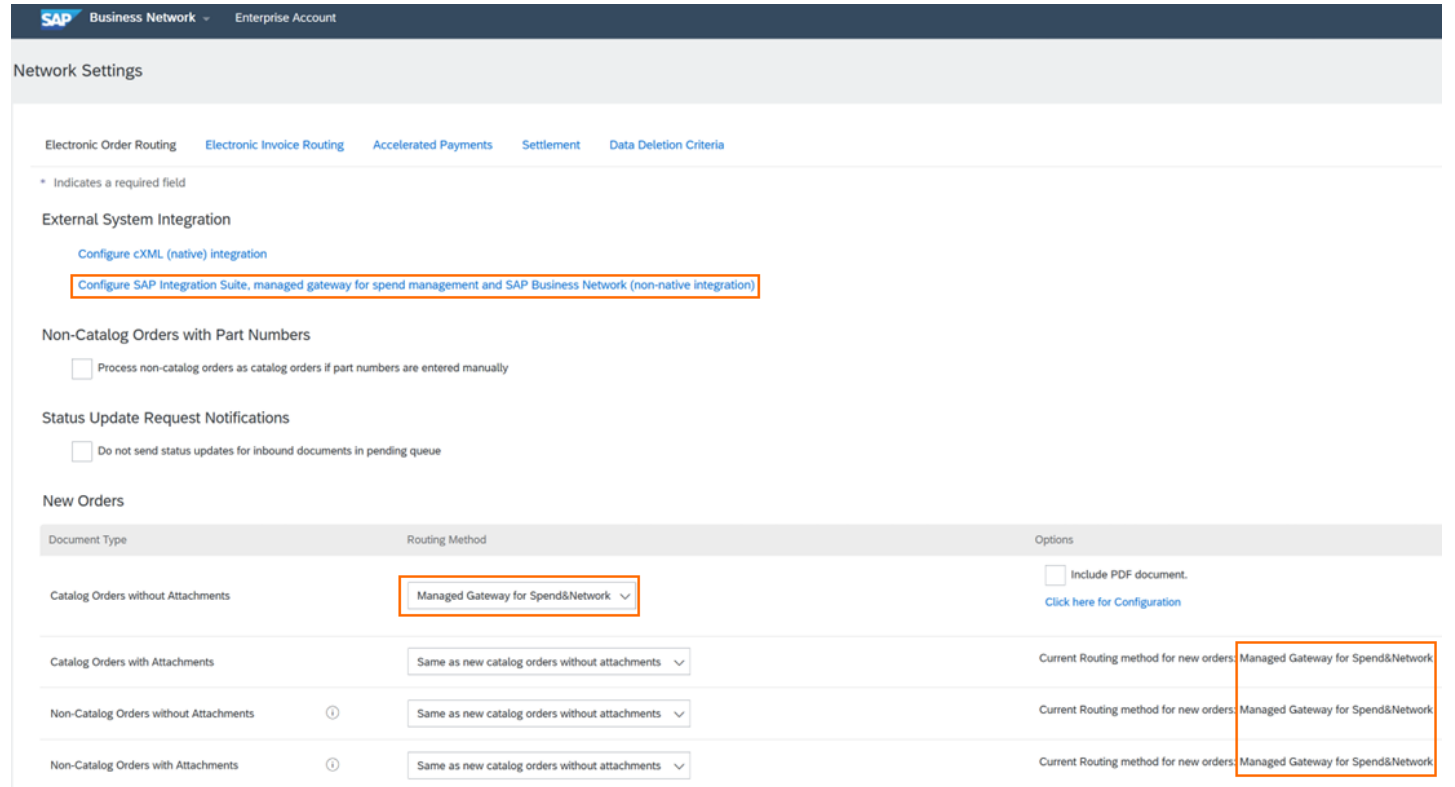 SAP Business Network Enterprise Account
Network Settings
Electronic Order Routing Electronic Invoice Routing Accelerated Payments Settlement Data Deletion Criteria
* Indicates a required field
External System Integration
Configure cXML (native) integration
Configure SAP Integration Suite, managed gateway for spend management and SAP Business Network (non-native integration)
Non-Catalog Orders with Part Numbers
Process non-catalog orders as catalog orders if part numbers are entered manually
Status Update Request Notifications
Do not send status updates for inbound documents in pending queue
New Orders
Document Type Routing Method Options
Include PDF document.
Catalog Orders without Attachments Managed Gateway for Spend&Network
Click here for Configuration
Catalog Orders with Attachments Same as new catalog orders without attachments Current Routing method for new orders: Managed Gateway for Spend&Network
Non-Catalog Orders without Attachments Same as new catalog orders without attachments Current Routing method for new orders: Managed Gateway for Spend&Network
Non-Catalog Orders with Attachments Same as new catalog orders without attachments Current Routing method for new orders: Managed Gateway for Spend&Network